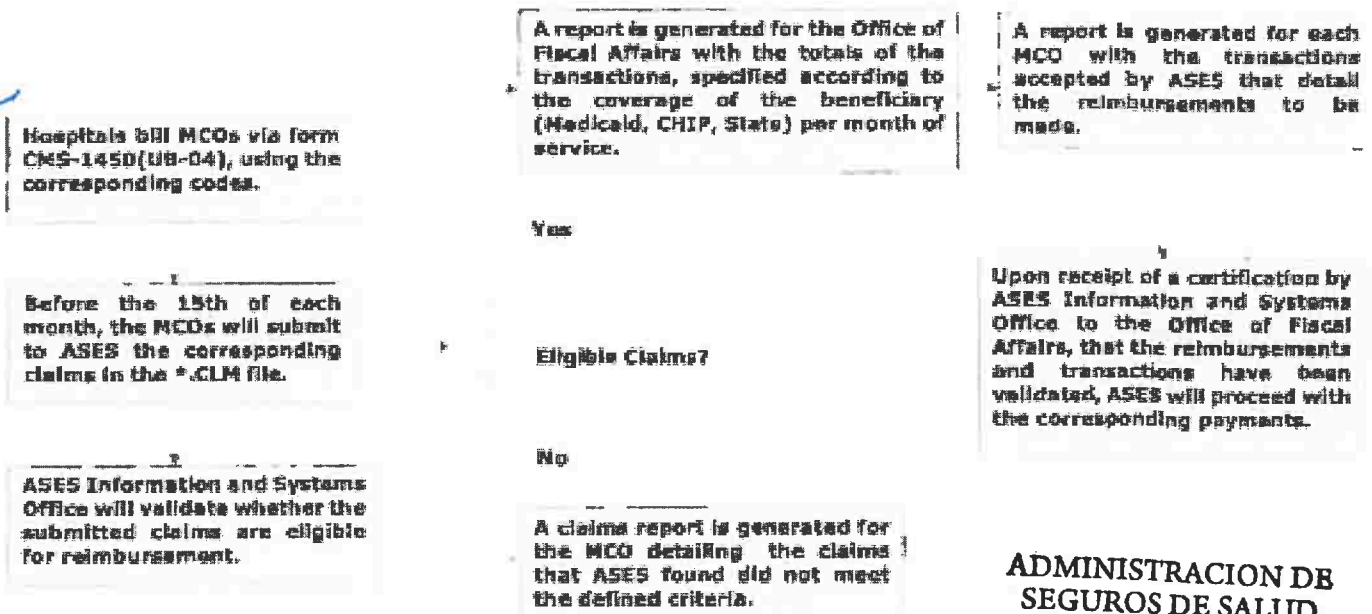 Hospitals bill MCOs via form
CMS-1450(UB-04), using the
corresponding codes.
Before the 15th of each
month, the MCOs will submit
to ASES the corresponding
claims in the *.CLM file.
ASES Information and Systems
Office will validate whether the
submitted claims are eligible
for reimbursement.
A report is generated for the Office of
Fiscal Affairs with the totals of the
transactions, specified according to
the coverage of the beneficiary
(Medicaid, CHIP, State) per month of
service.
Yes
Eligible Claims?
No
A claims report is generated for
the MCO detailing the claims
that ASES found did not meet
the defined criteria.
A report is generated for each
MCO with the transactions
accepted by ASES that detail
the reimbursements to be
made.
Upon receipt of a certification by
ASES Information and Systems
Office to the Office of Fiscal
Affairs, that the reimbursements
and transactions have been
validated, ASES will proceed with
the corresponding payments.
ADMINISTRACION DE
SEGUROS DE SALUD